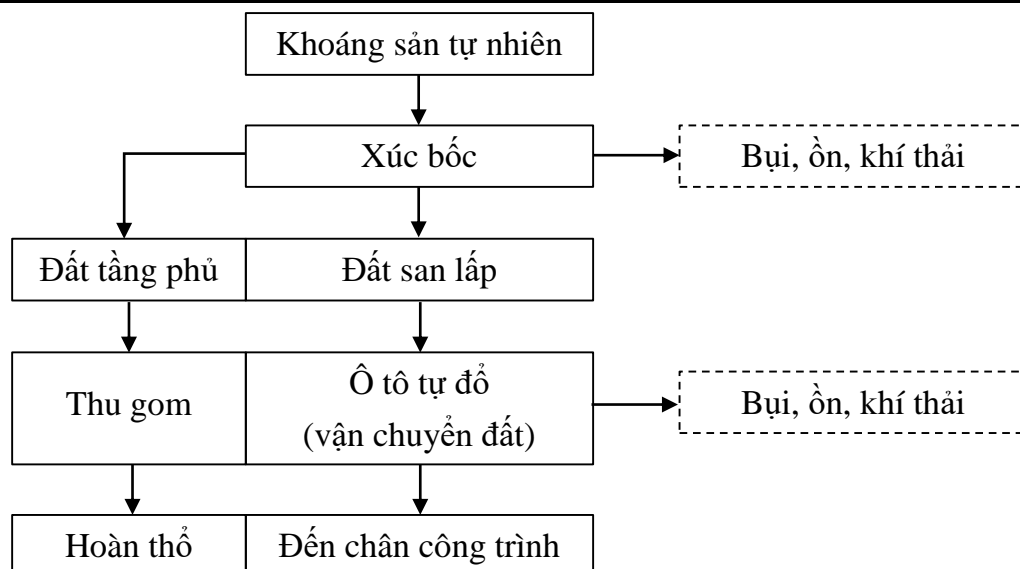 Khoáng sản tự nhiên
Xúc bốc
Bụi, ồn, khí thải
Đất tầng phủ
Đất san lấp
Thu gom
Ô tô tự đổ
(vận chuyển đất)
Bụi, ồn, khí thải
Hoàn thổ
Đến chân công trình